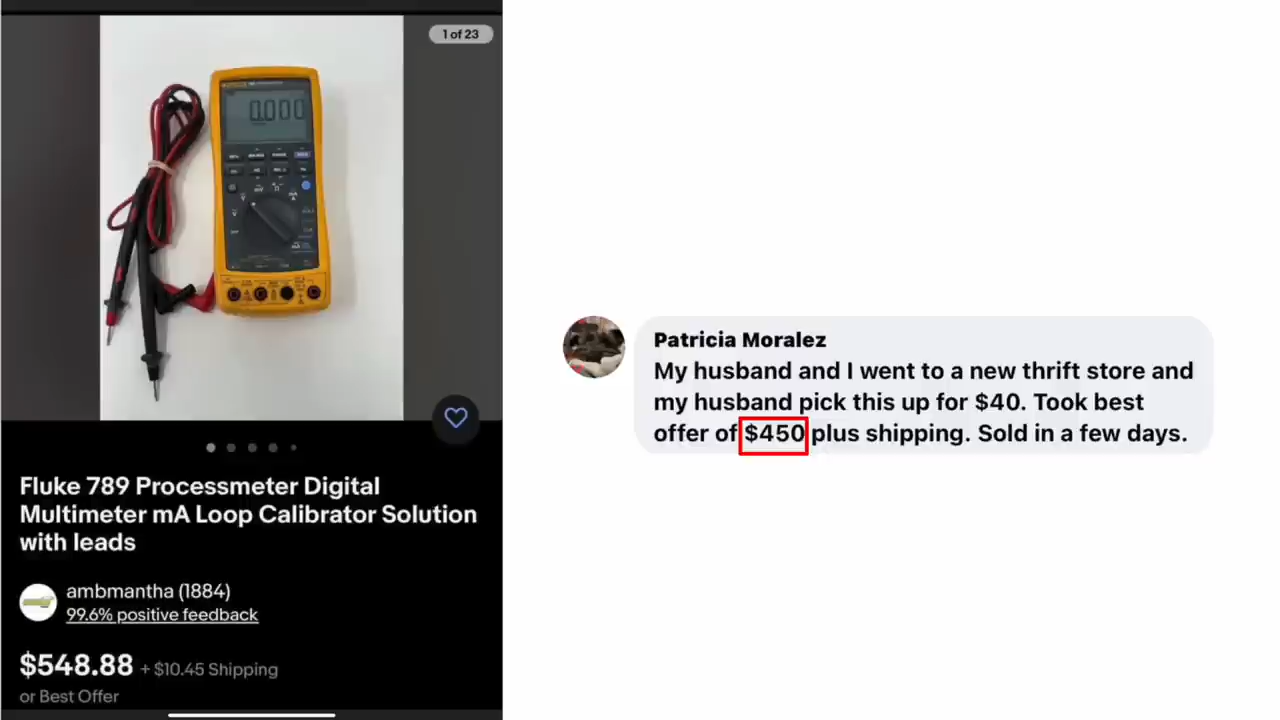 1 of 23
0.000
Fluke 789 Processmeter Digital
Multimeter mA Loop Calibrator Solution
with leads
ambmantha (1884)
99.6% positive feedback
$548.88 + $10.45 Shipping
or Best Offer
Patricia Moralez
My husband and I went to a new thrift store and
my husband pick this up for $40. Took best
offer of $450 plus shipping. Sold in a few days.